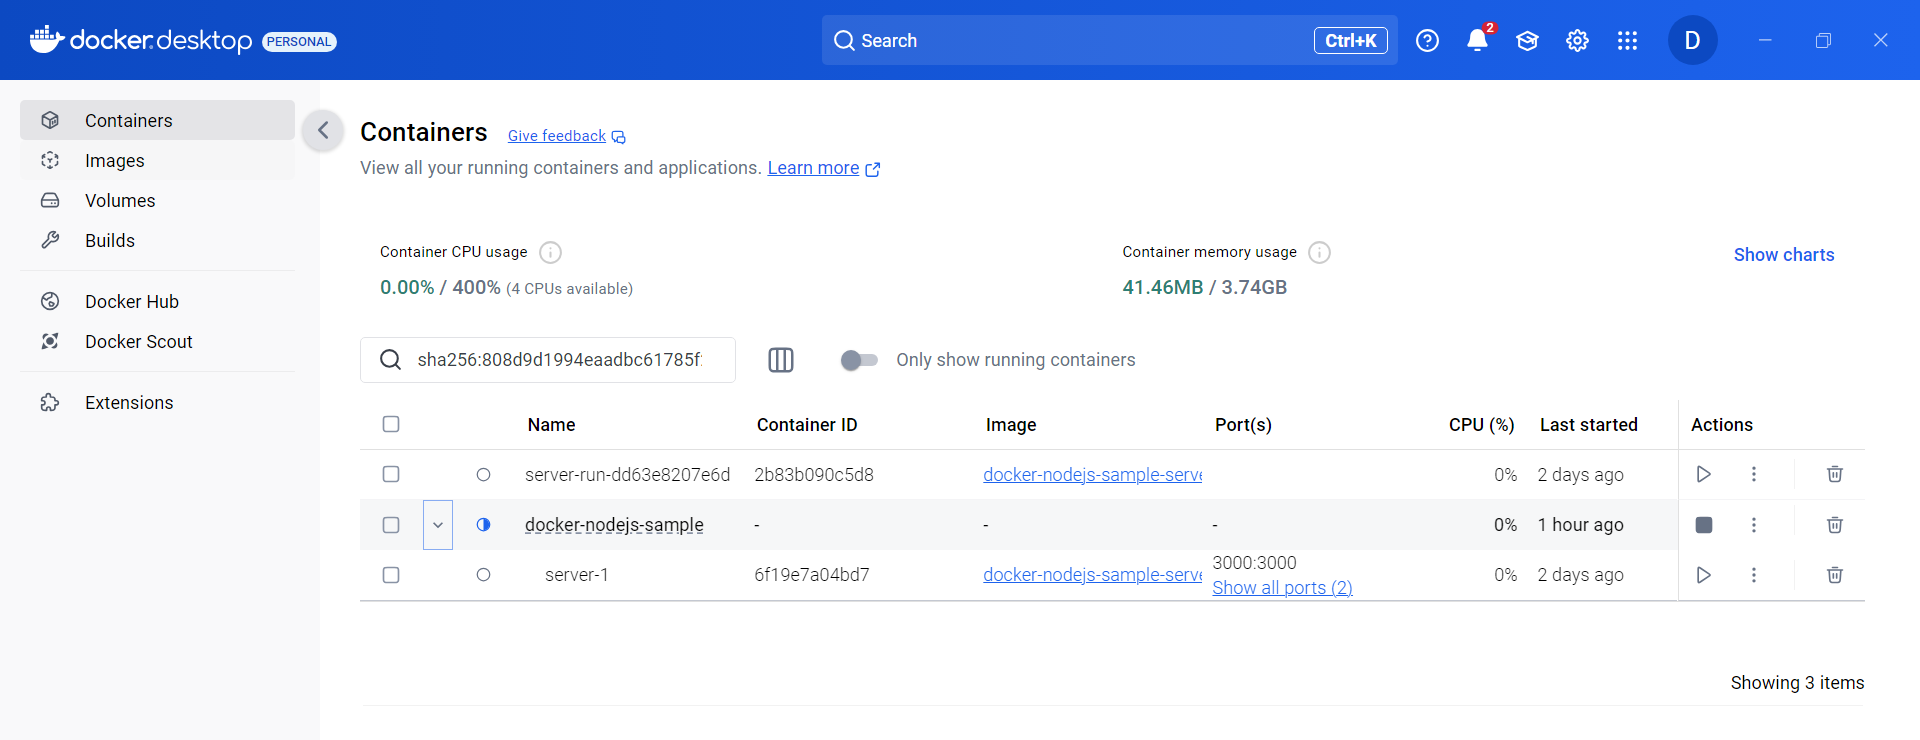 docker.desktop PERSONAL
Search
Ctrl+K
2
D
Containers
Images
Volumes
Builds
Docker Hub
Docker Scout
Extensions
Containers Give feedback
View all your running containers and applications. Learn more
Container CPU usage
0.00% / 400% (4 CPUs available)
Container memory usage
41.46MB / 3.74GB
Show charts
sha256:808d9d1994eaadbc61785f
Only show running containers
Name Container ID Image Port(s) CPU (%) Last started Actions
server-run-dd63e8207e6d 2b83b090c5d8 docker-nodejs-sample-serve 0% 2 days ago
docker-nodejs-sample - - - 0% 1 hour ago
server-1 6f19e7a04bd7 docker-nodejs-sample-serve 3000:3000 0% 2 days ago
Show all ports (2)
Showing 3 items